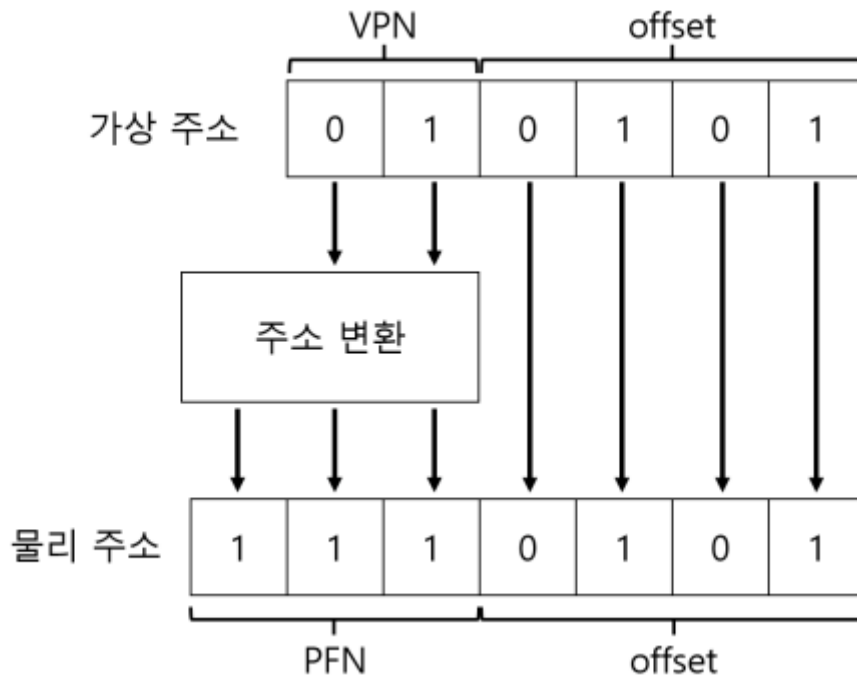 VPN offset
가상 주소 0 1 0 1 0 1
주소 변환
물리 주소 1 1 1 0 1 0 1
PFN offset